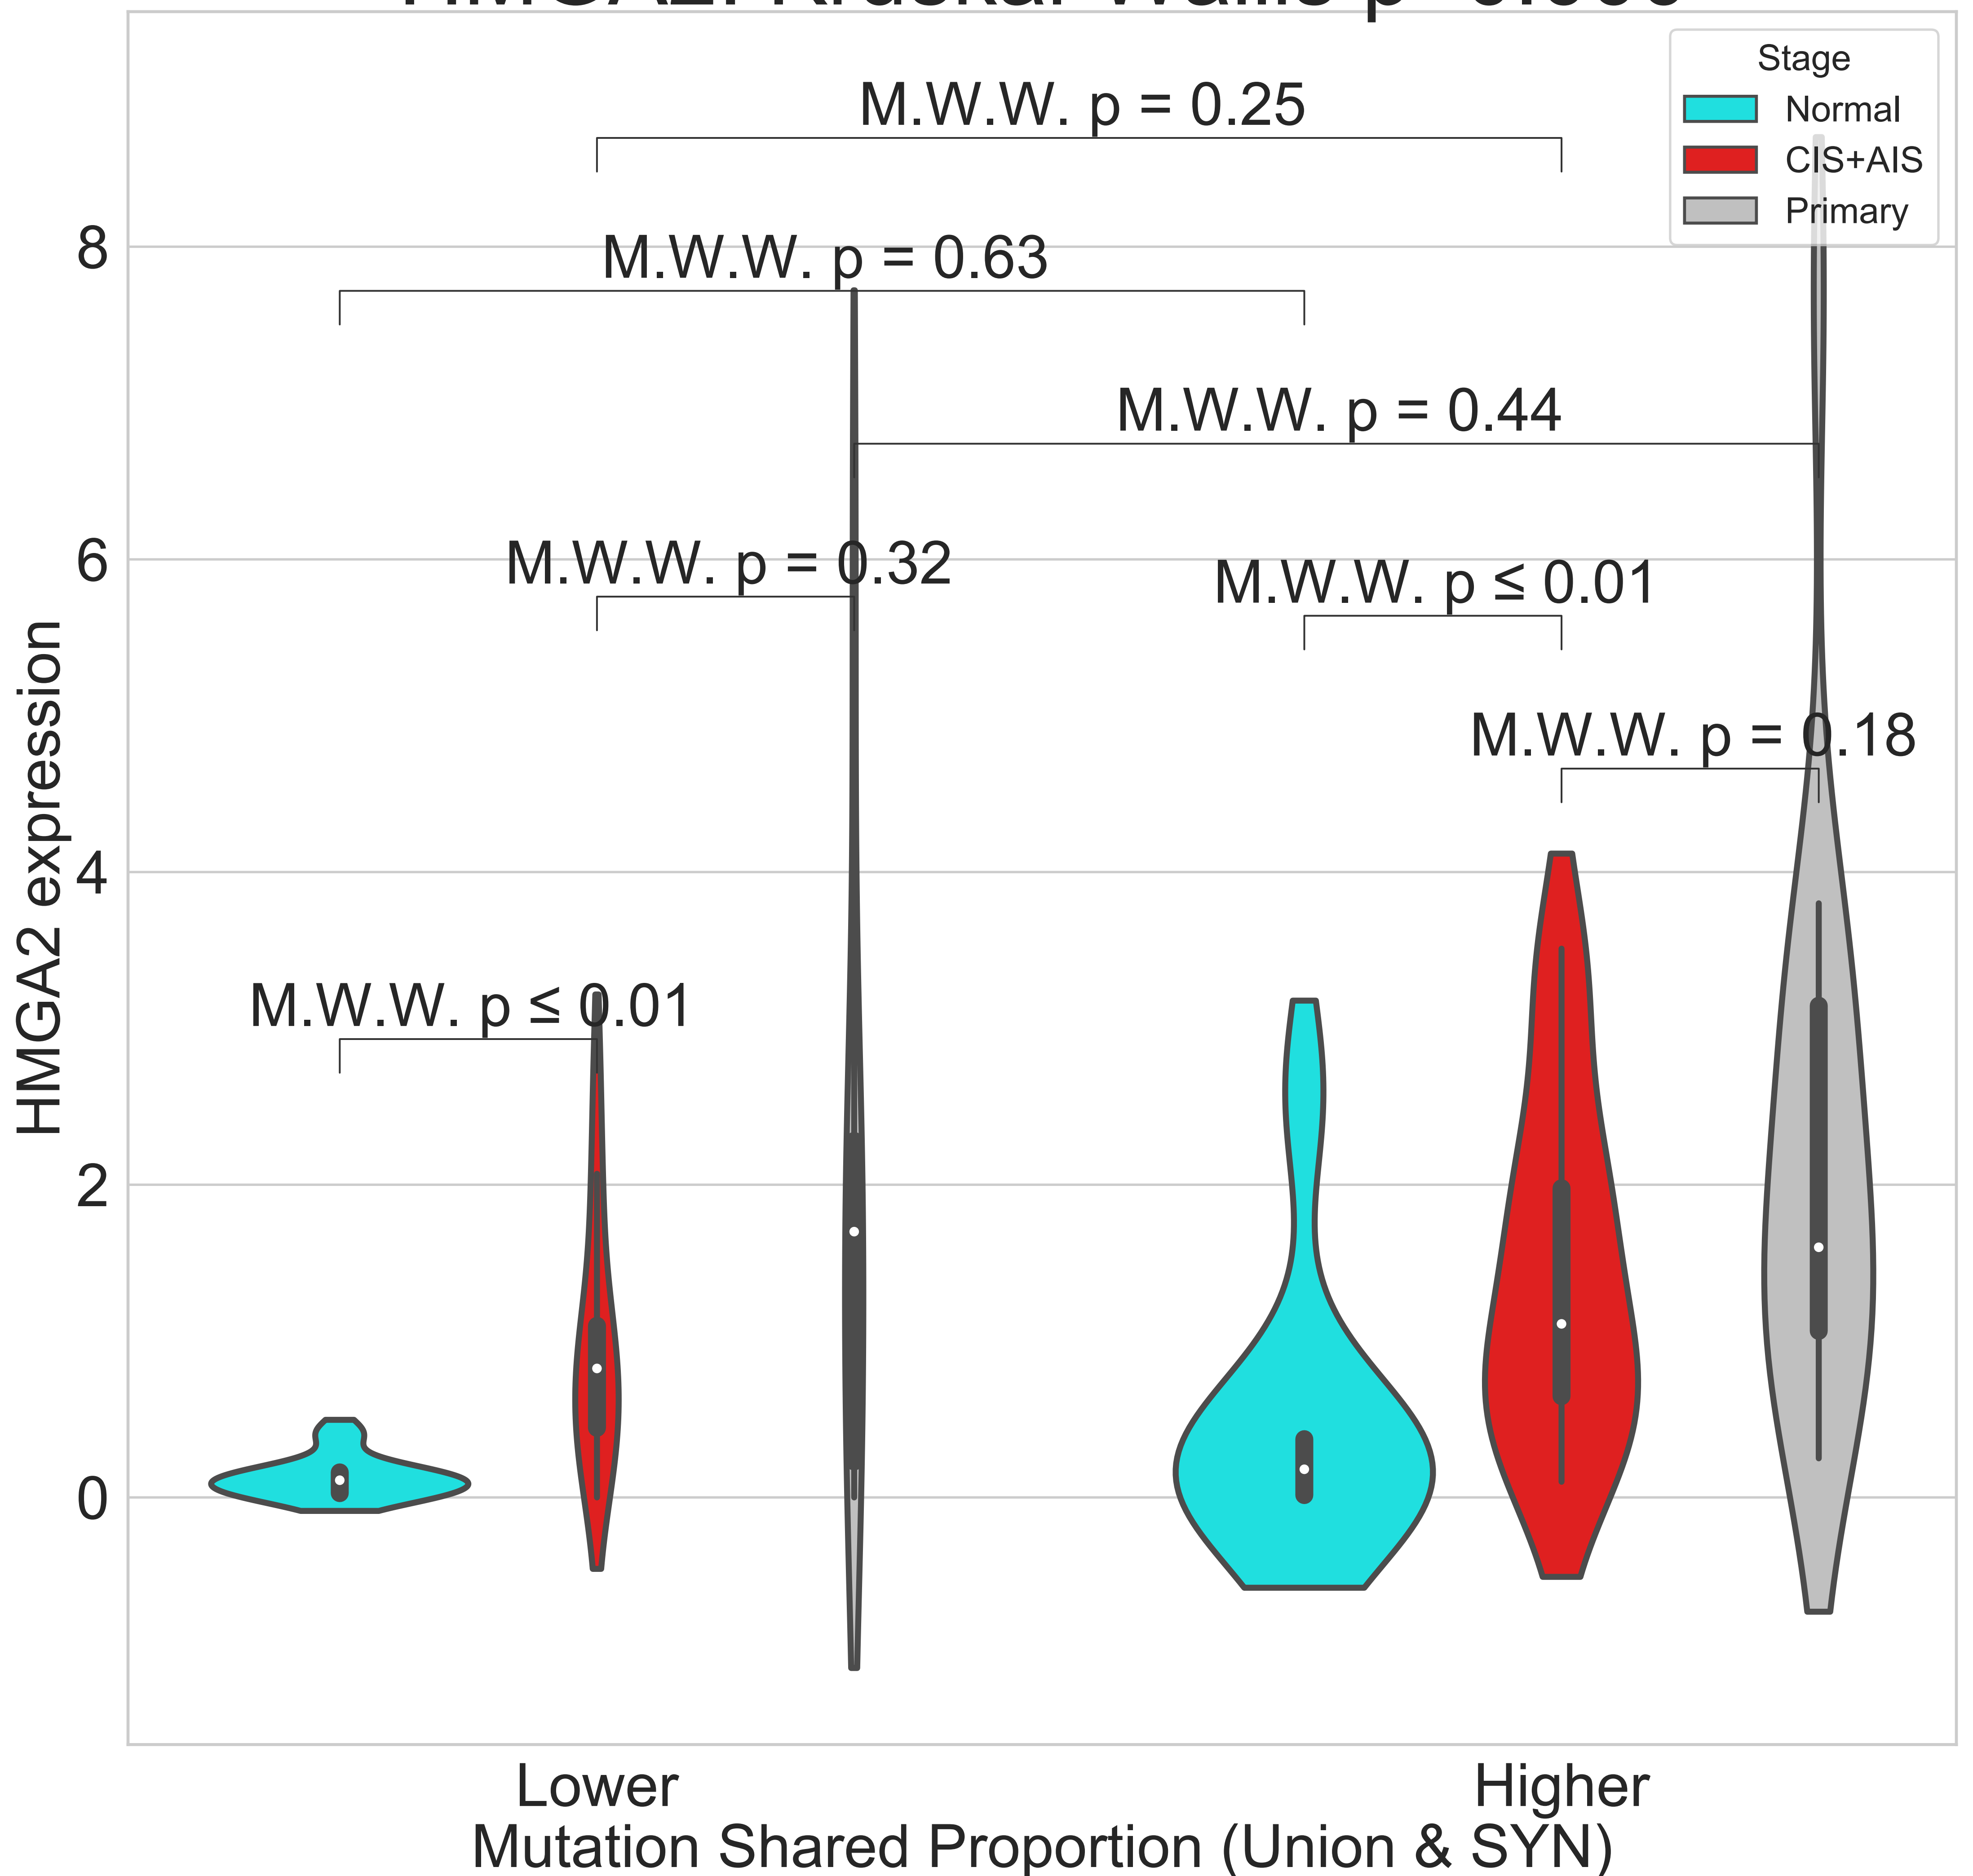 Stage
Normal
CIS+AIS
Primary
M.W.W. p = 0.25
M.W.W. p = 0.63
M.W.W. p = 0.44
M.W.W. p = 0.32
M.W.W. p ≤ 0.01
M.W.W. p = 0.18
M.W.W. p ≤ 0.01
HMGA2 expression
8
6
4
2
0
Lower
Higher
Mutation Shared Proportion (Union & SYN)